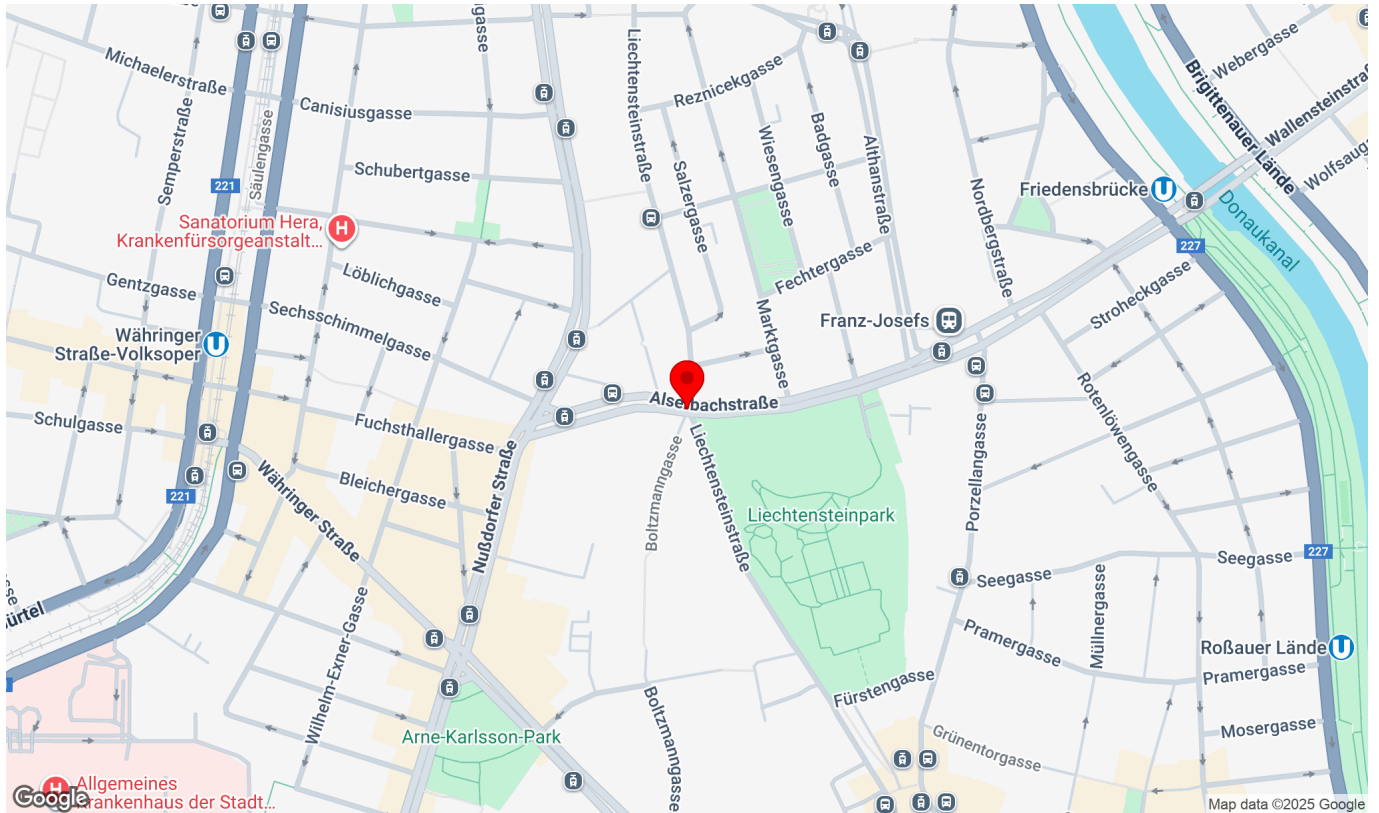 Michaelerstraße
Canisiusgasse
Semperstraße
Säulengasse
221
Schubertgasse
Sanatorium Hera,
Krankenfürsorgeanstalt...
Gentzgasse
Löblichgasse
Sechsschimmelgasse
Währinger
Straße-Volksoper
Schulgasse
Fuchsthallergasse
Bleichergasse
221
Währinger Straße
Nußdorfer Straße
Wilhelm-Exner-Gasse
Arne-Karlsson-Park
Allgemeines
Krankenhaus der Stadt...
Google
Liechtensteinstraße
Reznicekgasse
Salzergasse
Wiesengasse
Badgasse
Althanstraße
Nordbergstraße
Fechtergasse
Marktgasse
Franz-Josefs
Friedensbrücke
Brigittenauer Lände
Webergasse
Wallensteinstraß
Wolfsaug
Donaukanal
227
Stroheckgasse
Rotenlöwengasse
Alserbachstraße
Boltzmanngasse
Liechtensteinstraße
Liechtensteinpark
Porzellangasse
Seegasse
Seegasse
227
Müllnergasse
Pramergasse
Roßauer Lände
Pramergasse
Fürstengasse
Grünentorgasse
Mosergasse
Boltzmanngasse
Map data ©2025 Google